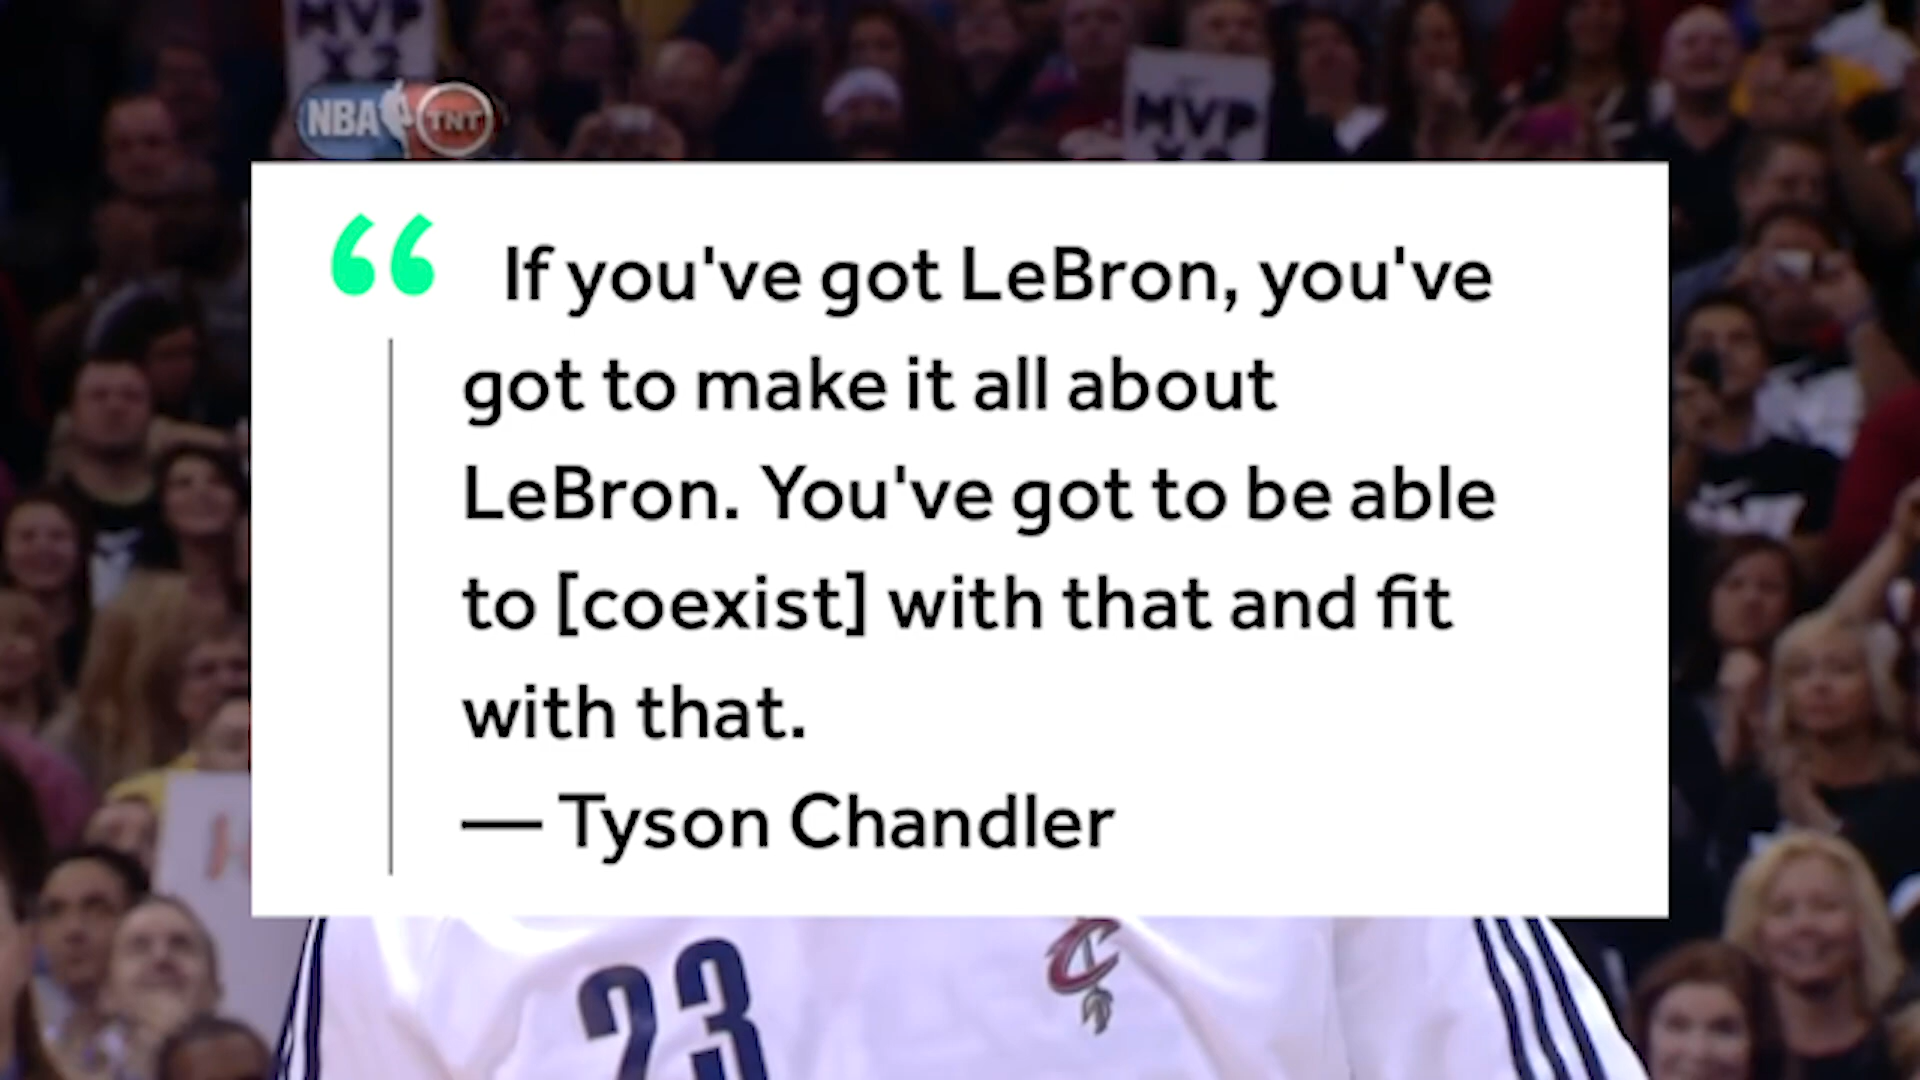 MVP
X2
NBA TNT
MVP
“ If you've got LeBron, you've
got to make it all about
LeBron. You've got to be able
to [coexist] with that and fit
with that.
— Tyson Chandler
23
C